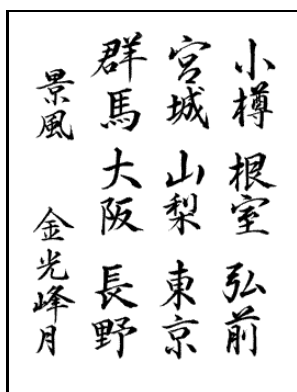 小樽 根室 弘前
宮城 山梨 東京
群馬 大阪 長野
景風 金光峰月